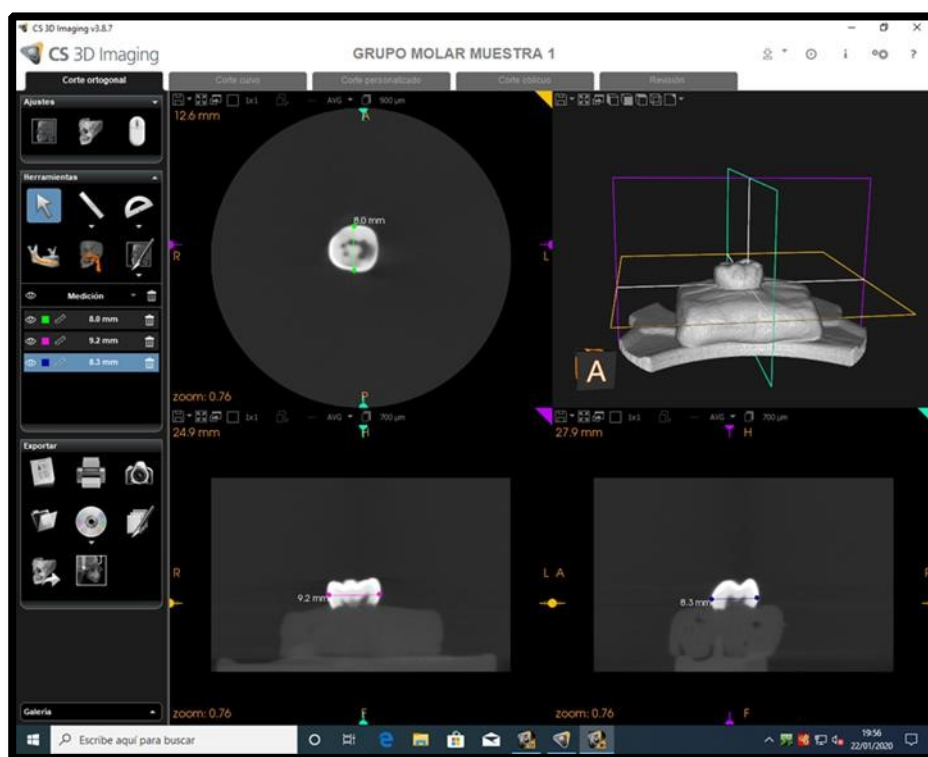 CS 3D Imaging v3.8.7
CS 3D Imaging
GRUPO MOLAR MUESTRA 1
Corte ortogonal
Corte curvo
Corte personalizado
Corte oblicuo
Revisión
Ajustes
Herramientas
Medición
8.0 mm
9.2 mm
8.3 mm
Exportar
Galería
1x1 AVG 900 µm
12.6 mm
A
8.0 mm
R
L
P
zoom: 0.76
A
1x1 AVG 700 µm
24.9 mm
H
R
L
9.2 mm
F
zoom: 0.76
1x1 AVG 700 µm
27.9 mm
H
A
8.3 mm
F
zoom: 0.76
Escribe aquí para buscar
19:56
22/01/2020